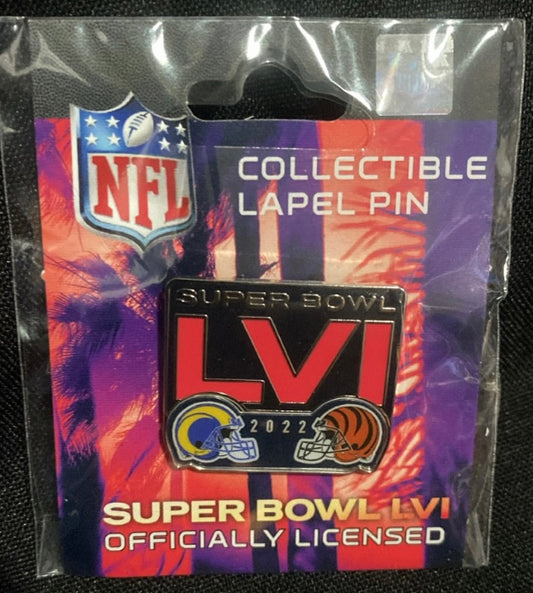 NFL
COLLECTIBLE
LAPEL PIN
SUPER BOWL
LVI
2022
SUPER BOWL LVI
OFFICIALLY LICENSED